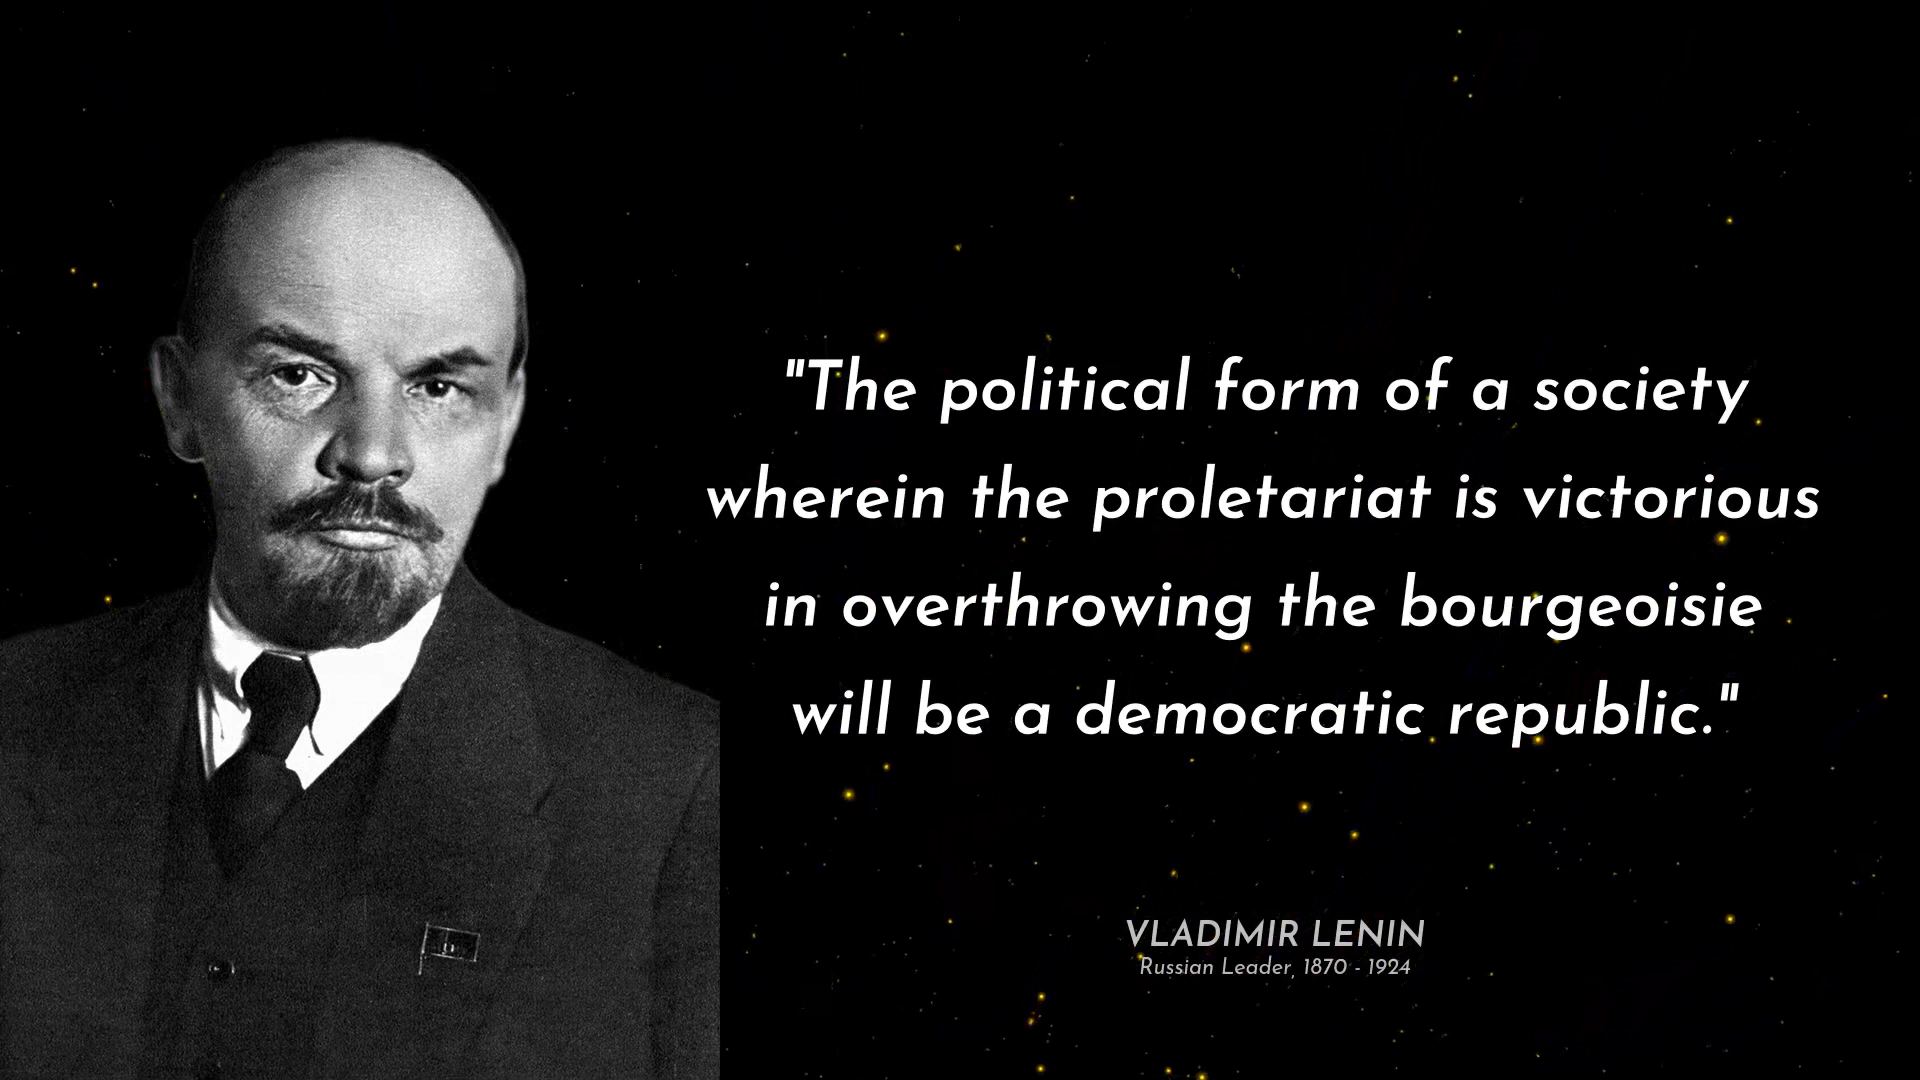 "The political form of a society
wherein the proletariat is victorious
in overthrowing the bourgeoisie
will be a democratic republic."
VLADIMIR LENIN
Russian Leader, 1870 - 1924